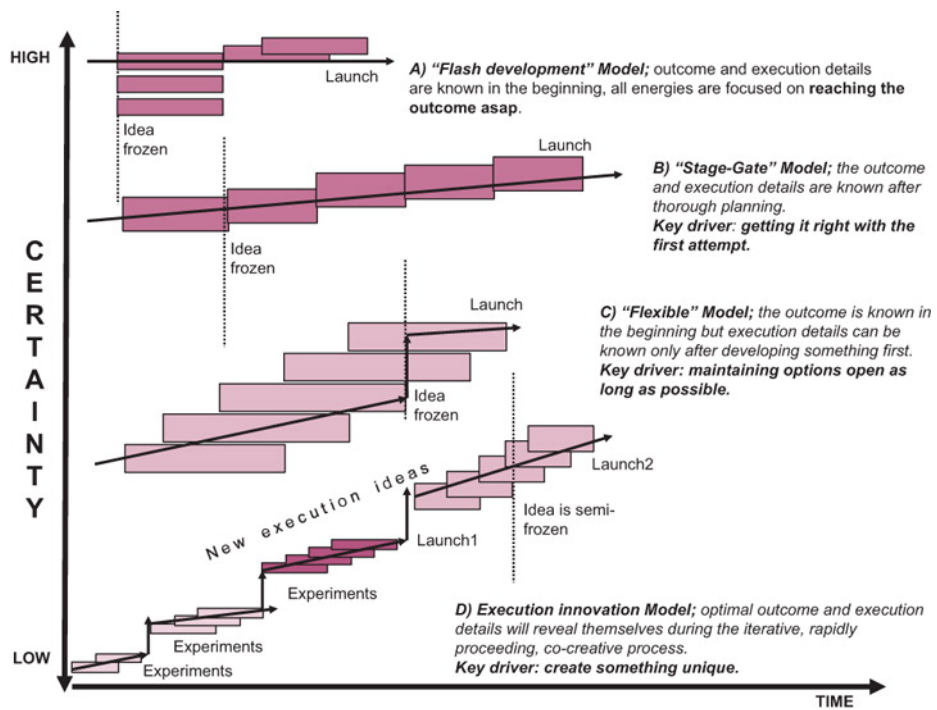 HIGH
Launch
A) “Flash development” Model; outcome and execution details
are known in the beginning, all energies are focused on reaching the
outcome asap.
Idea
frozen
Launch
B) “Stage-Gate” Model; the outcome
and execution details are known after
thorough planning.
Key driver: getting it right with the
first attempt.
Idea
frozen
CERTAINTY
Launch
C) “Flexible” Model; the outcome is known in
the beginning but execution details can be
known only after developing something first.
Key driver: maintaining options open as
long as possible.
Idea
frozen
New execution ideas
Launch2
Idea is semi-
frozen
Launch1
Experiments
Experiments
Experiments
D) Execution innovation Model; optimal outcome and execution
details will reveal themselves during the iterative, rapidly
proceeding, co-creative process.
Key driver: create something unique.
LOW
TIME